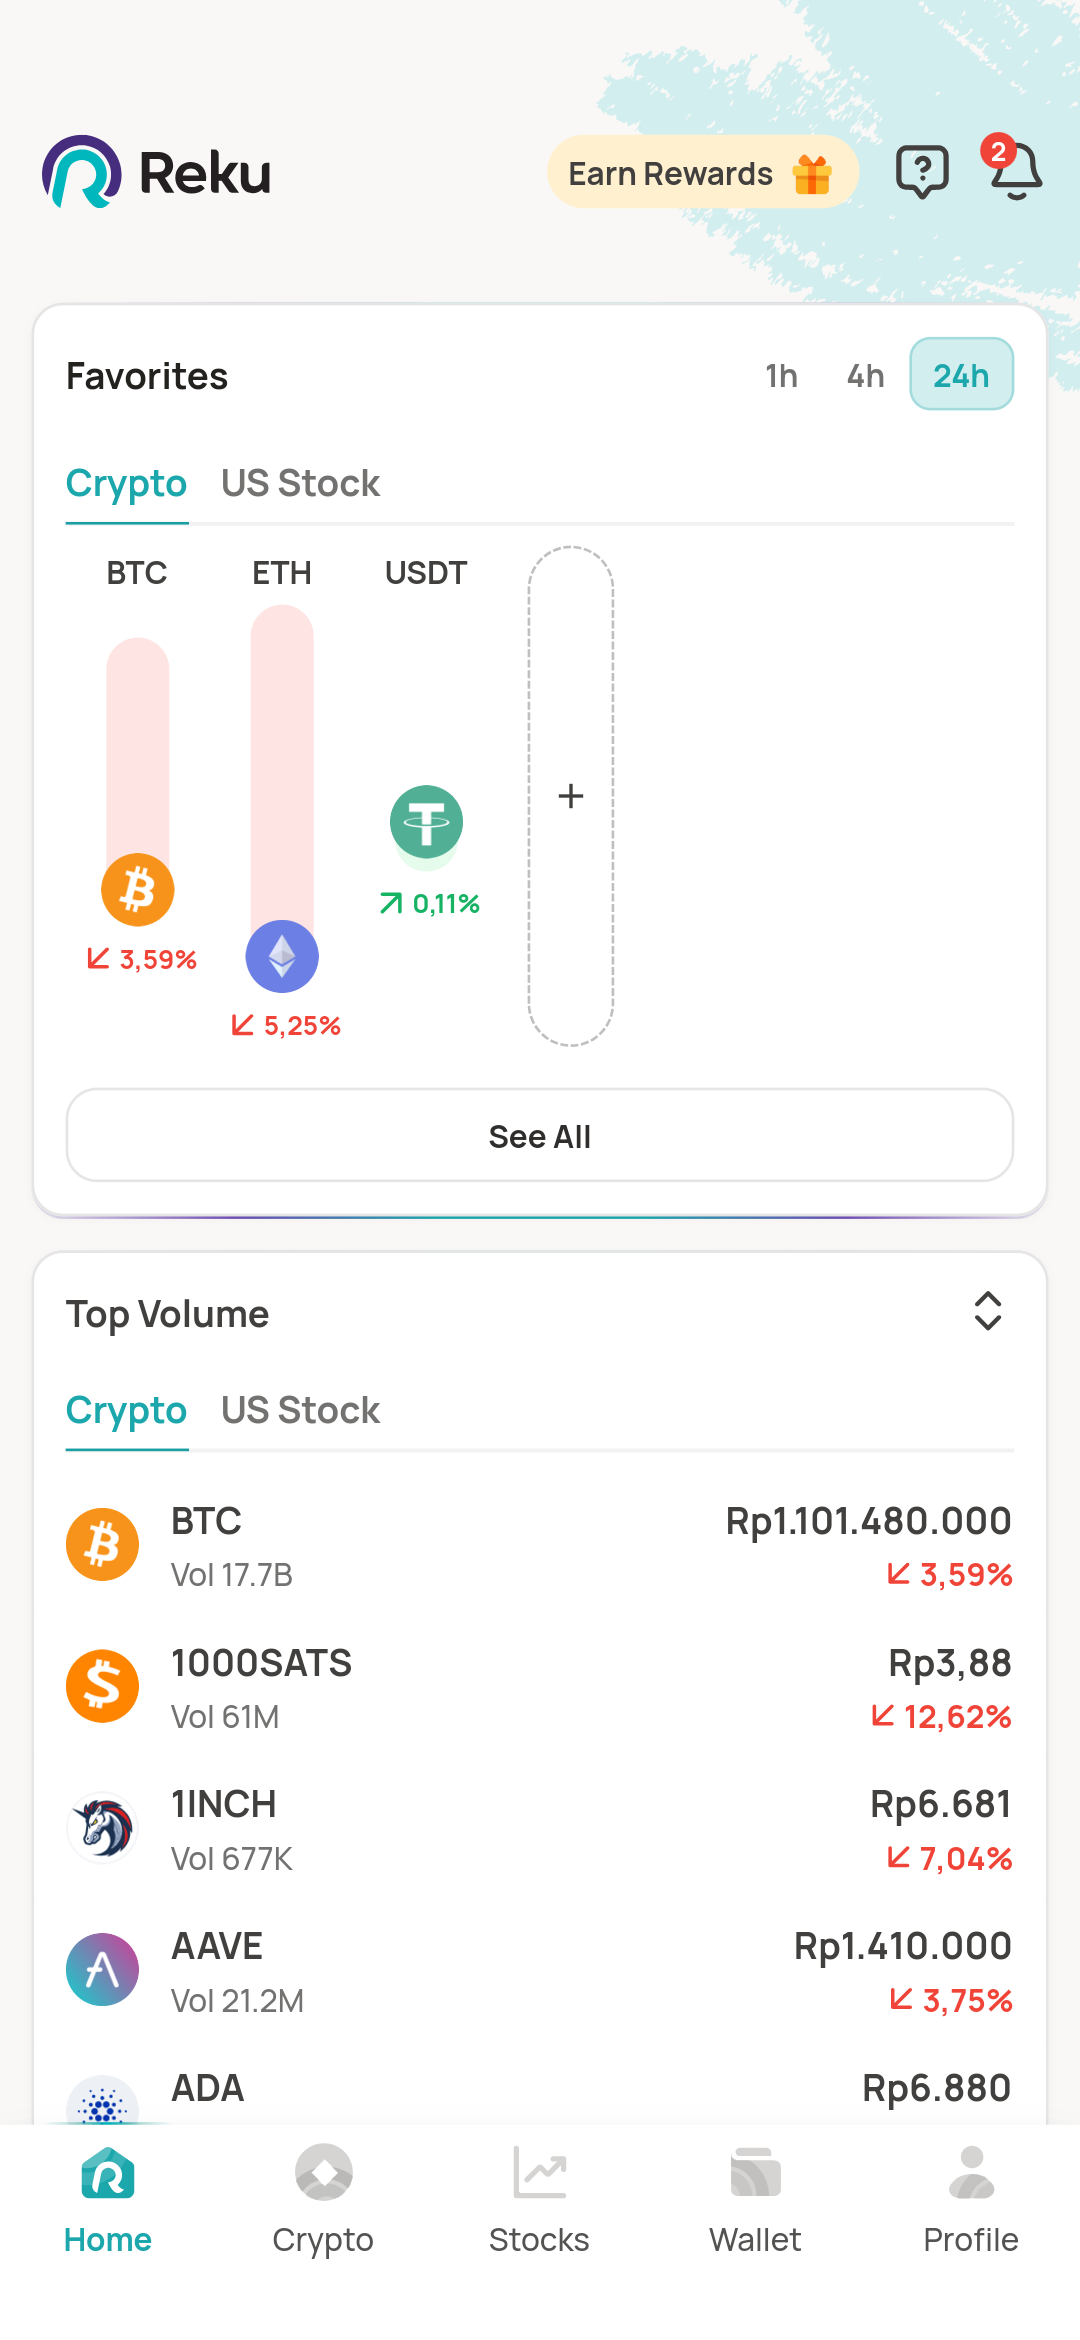 Reku
Earn Rewards
2
Favorites
1h 4h 24h
Crypto US Stock
BTC ETH USDT
0,11%
3,59%
5,25%
See All
Top Volume
Crypto US Stock
BTC Rp1.101.480.000
Vol 17.7B 3,59%
1000SATS Rp3,88
Vol 61M 12,62%
1INCH Rp6.681
Vol 677K 7,04%
AAVE Rp1.410.000
Vol 21.2M 3,75%
ADA Rp6.880
Home Crypto Stocks Wallet Profile